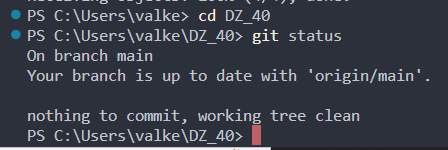 PS C:\Users\valke> cd DZ_40
PS C:\Users\valke\DZ_40> git status
On branch main
Your branch is up to date with 'origin/main'.
nothing to commit, working tree clean
PS C:\Users\valke\DZ_40>